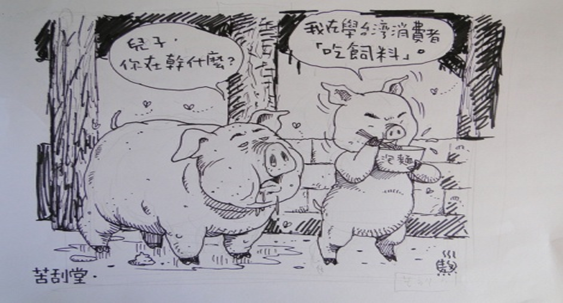 兒子.
你在幹什麼?
我在學台灣消費者
「吃飼料」。
泡麵
苦刮堂.